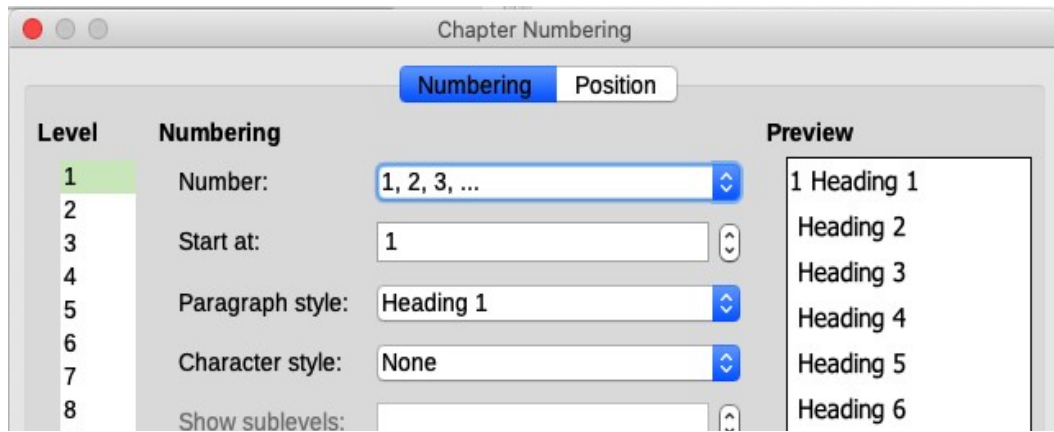 Chapter Numbering
Numbering Position
Level
1
2
3
4
5
6
7
8
Numbering
Number: 1, 2, 3, ...
Start at: 1
Paragraph style: Heading 1
Character style: None
Show sublevels:
Preview
1 Heading 1
Heading 2
Heading 3
Heading 4
Heading 5
Heading 6